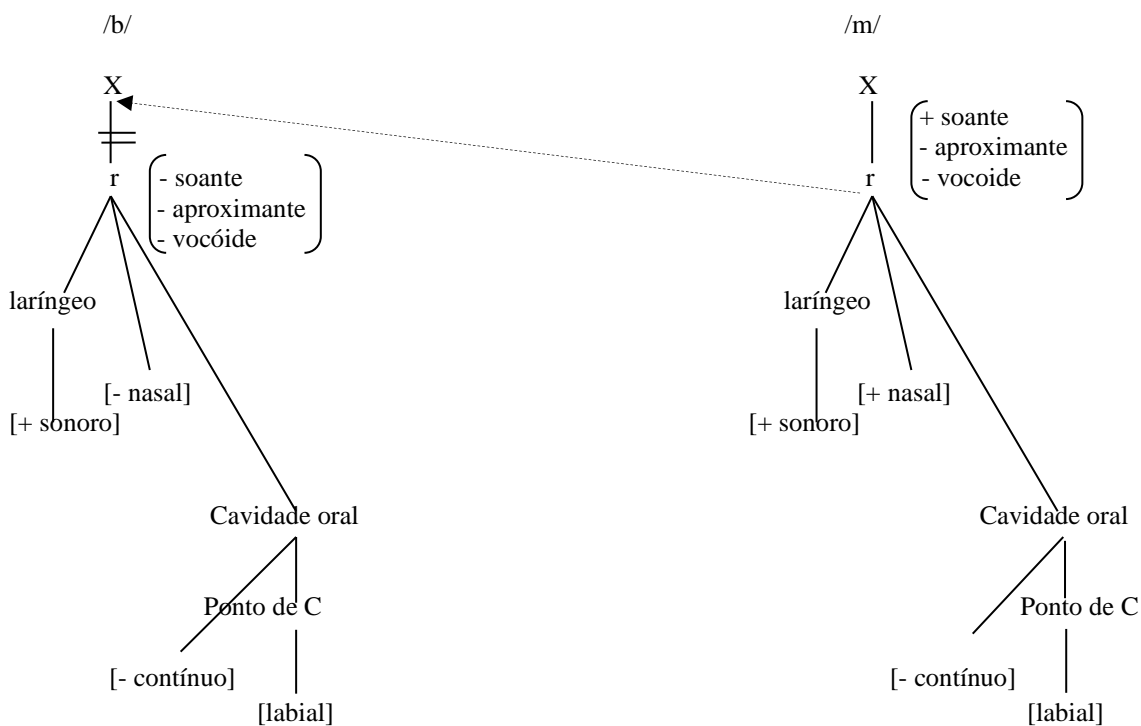 /b/ /m/
X X
+ soante
- aproximante
- vocoide
r r
- soante
- aproximante
- vocóide
laríngeo laríngeo
[- nasal] [+ nasal]
[+ sonoro] [+ sonoro]
Cavidade oral Cavidade oral
Ponto de C Ponto de C
[- contínuo] [- contínuo]
[labial] [labial]